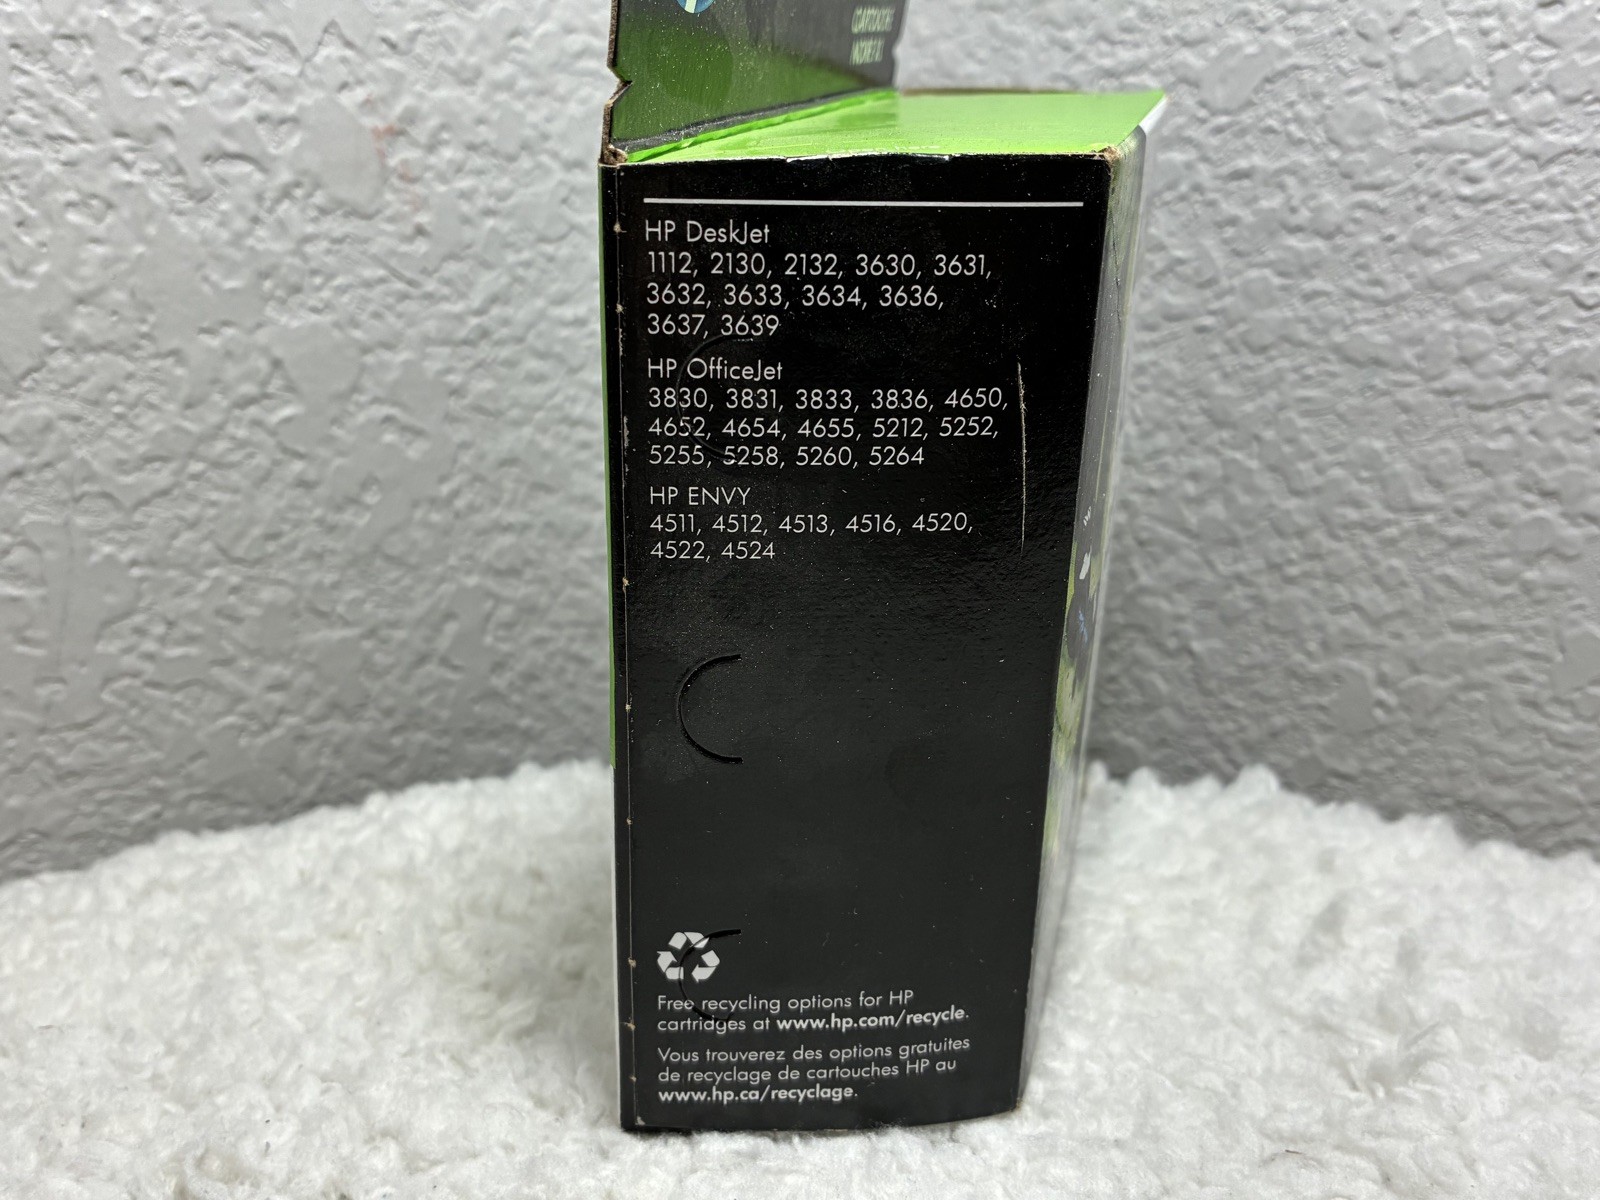 HP DeskJet
1112, 2130, 2132, 3630, 3631,
3632, 3633, 3634, 3636,
3637, 3639
HP OfficeJet
3830, 3831, 3833, 3836, 4650,
4652, 4654, 4655, 5212, 5252,
5255, 5258, 5260, 5264
HP ENVY
4511, 4512, 4513, 4516, 4520,
4522, 4524
Free recycling options for HP
cartridges at www.hp.com/recycle.
Vous trouverez des options gratuites
de recyclage de cartouches HP au
www.hp.ca/recyclage.